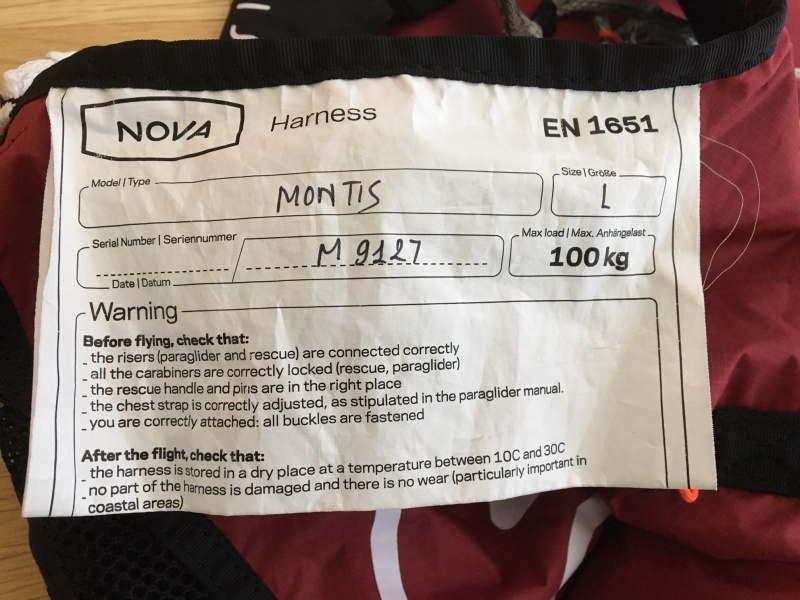 NOVA Harness EN 1651
Model | Type Size | Größe
MONTIS L
Serial Number | Seriennummer Max load | Max. Anhängelast
M 9127 100 kg
Date | Datum
Warning
Before flying, check that:
_ the risers (paraglider and rescue) are connected correctly
_ all the carabiners are correctly locked (rescue, paraglider)
_ the rescue handle and pins are in the right place
_ the chest strap is correctly adjusted, as stipulated in the paraglider manual.
_ you are correctly attached: all buckles are fastened
After the flight, check that:
_ the harness is stored in a dry place at a temperature between 10C and 30C
_ no part of the harness is damaged and there is no wear (particularly important in
coastal areas)